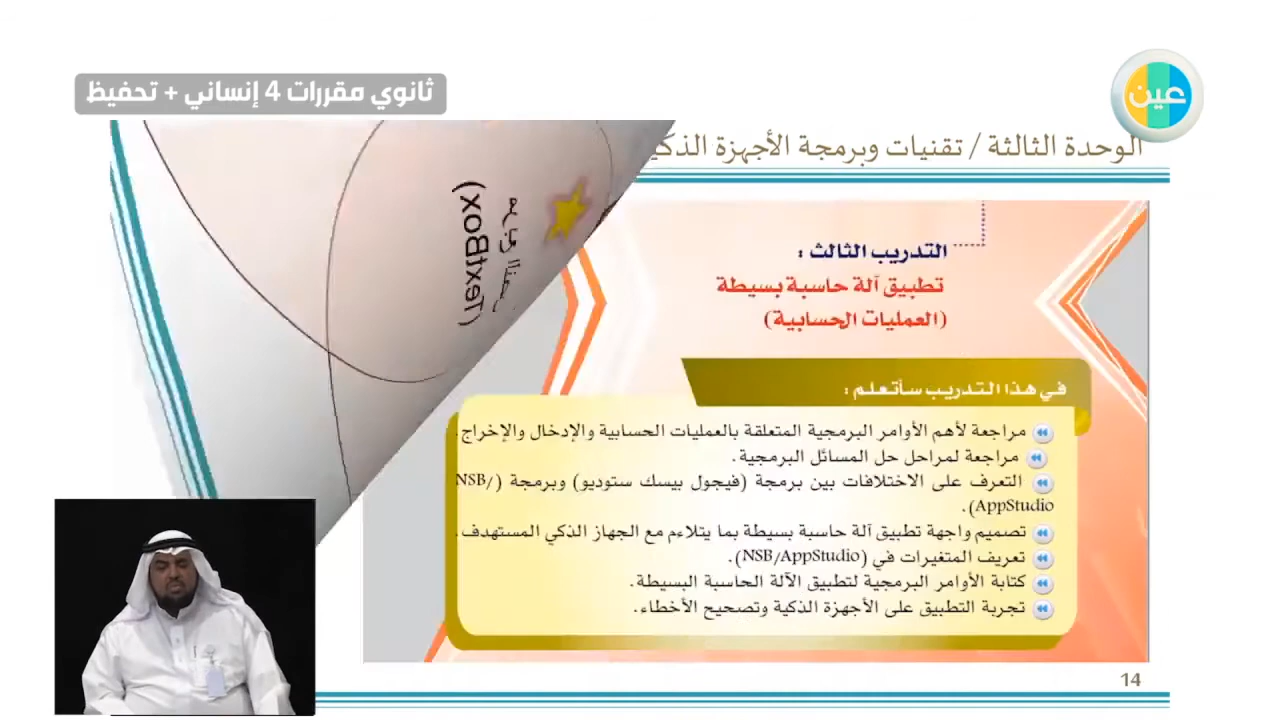 ثانوي مقررات 4 إنساني + تحفيظ
عين
الوحدة الثالثة / تقنيات وبرمجة الأجهزة الذكية
(TextBox)
التدريب الثالث :
تطبيق آلة حاسبة بسيطة
(العمليات الحسابية)
في هذا التدريب سأتعلم :
مراجعة لأهم الأوامر البرمجية المتعلقة بالعمليات الحسابية والإدخال والإخراج.
مراجعة لمراحل حل المسائل البرمجية.
التعرف على الاختلافات بين برمجة (فيجول بيسك ستوديو) وبرمجة (NSB/
AppStudio).
تصميم واجهة تطبيق آلة حاسبة بسيطة بما يتلاءم مع الجهاز الذكي المستهدف.
تعريف المتغيرات في (NSB/AppStudio).
كتابة الأوامر البرمجية لتطبيق الآلة الحاسبة البسيطة.
تجربة التطبيق على الأجهزة الذكية وتصحيح الأخطاء.
14